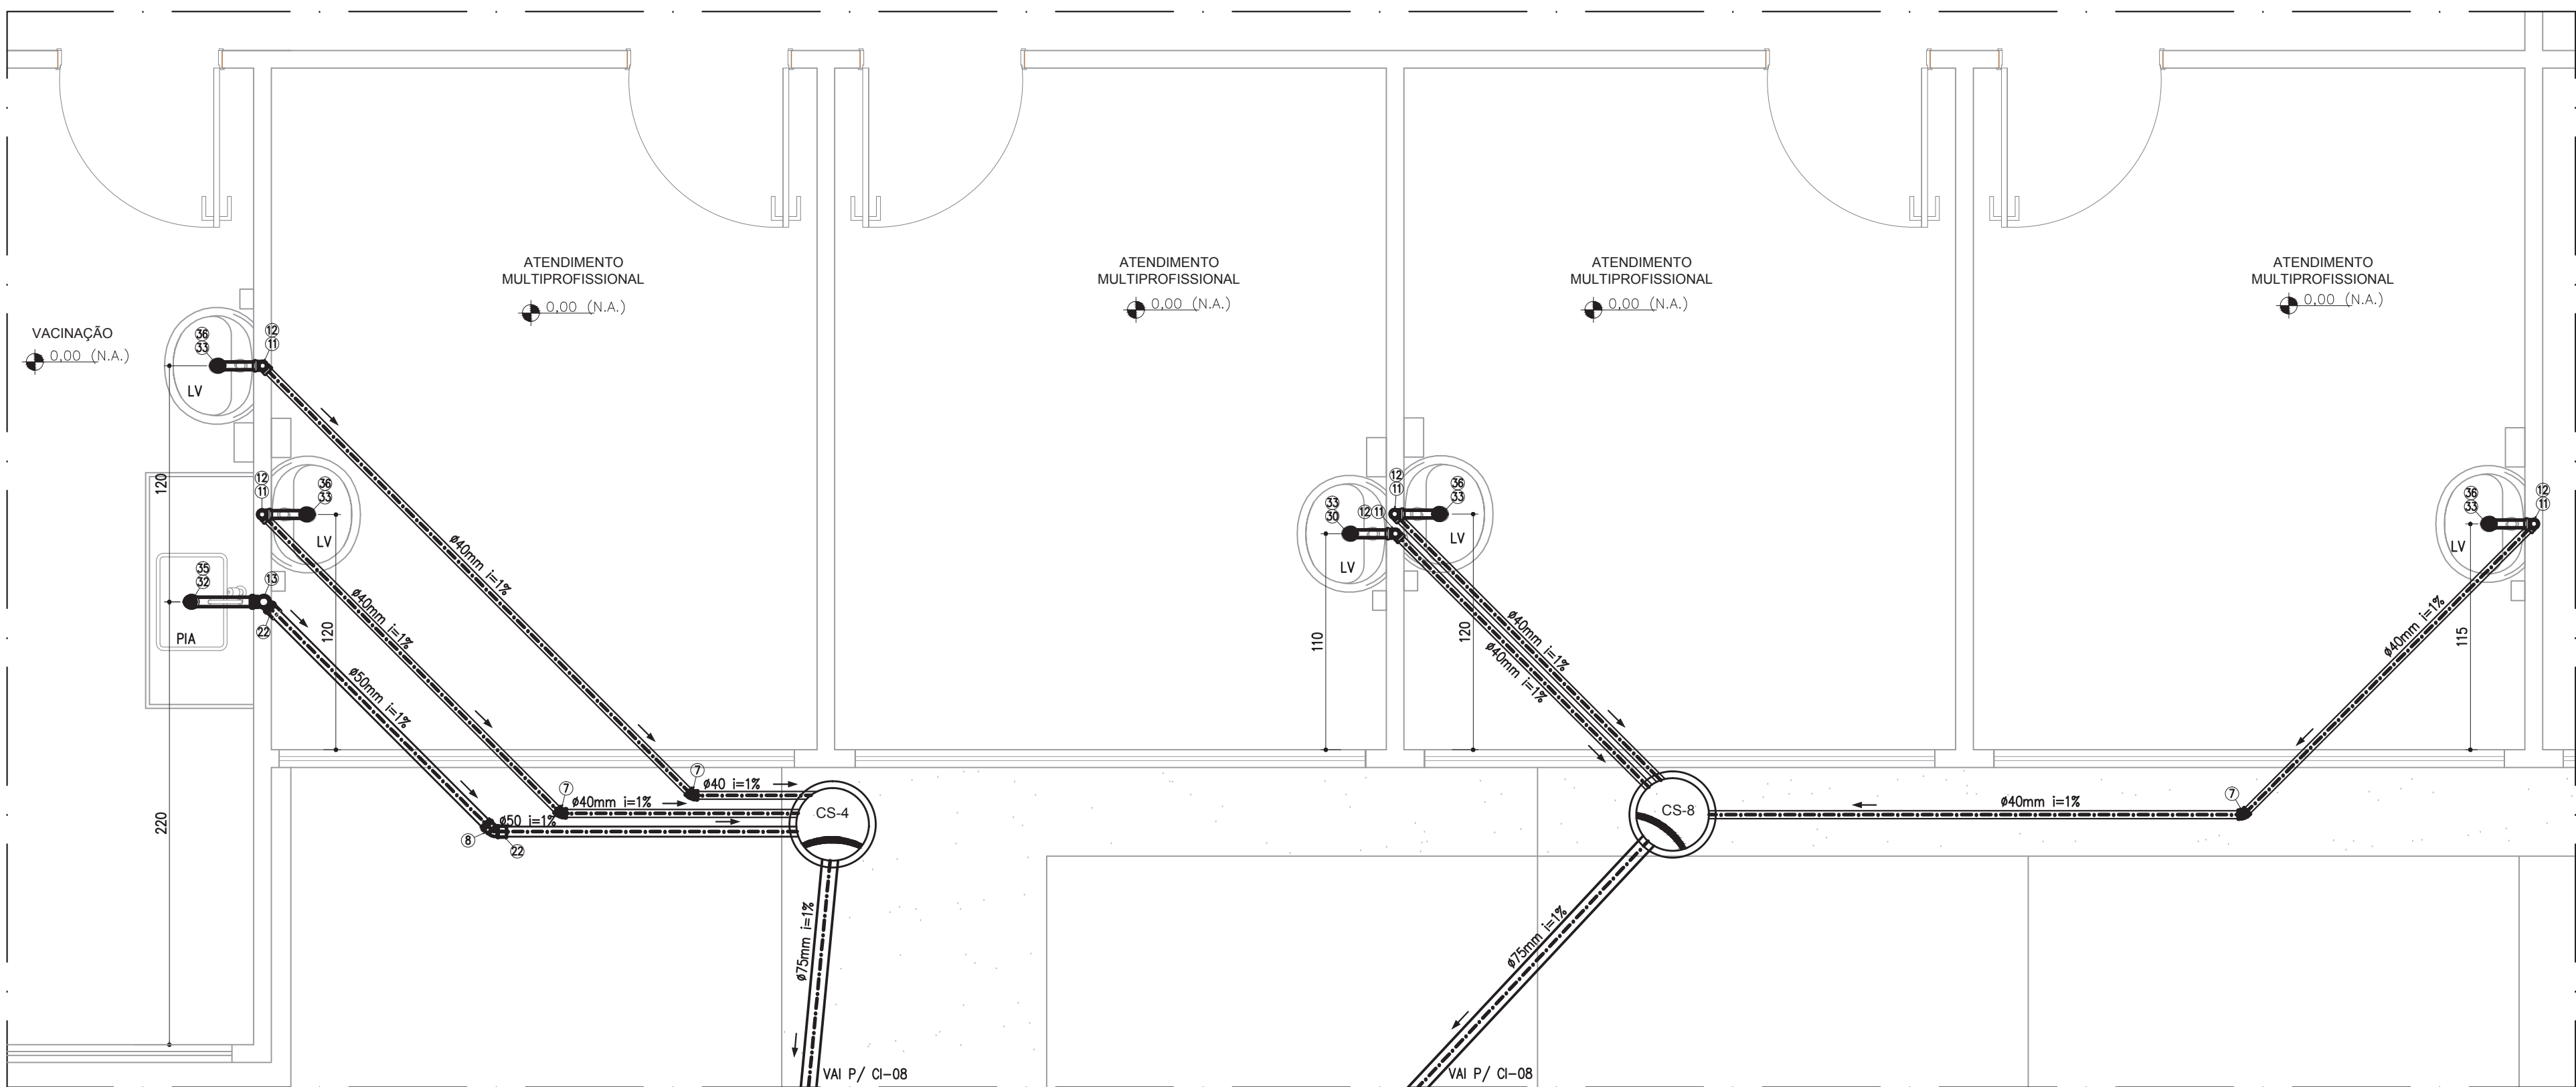 ATENDIMENTO
MULTIPROFISSIONAL
0,00 (N.A.)
ATENDIMENTO
MULTIPROFISSIONAL
0,00 (N.A.)
ATENDIMENTO
MULTIPROFISSIONAL
0,00 (N.A.)
ATENDIMENTO
MULTIPROFISSIONAL
0,00 (N.A.)
VACINAÇÃO
0,00 (N.A.)
36
33
12
11
LV
120
12
11
36
33
LV
35
32
13
22
PIA
120
220
ø40mm i=1%
ø40mm i=1%
ø50mm i=1%
7
ø40 i=1%
7
ø40mm i=1%
ø50 i=1%
8
22
CS-4
ø75mm i=1%
VAI P/ CI-08
33
30
12 11
LV
110
12
11
36
33
LV
120
ø40mm i=1%
ø40mm i=1%
CS-8
ø75mm i=1%
VAI P/ CI-08
36
33
12
11
LV
115
ø40mm i=1%
7
ø40mm i=1%